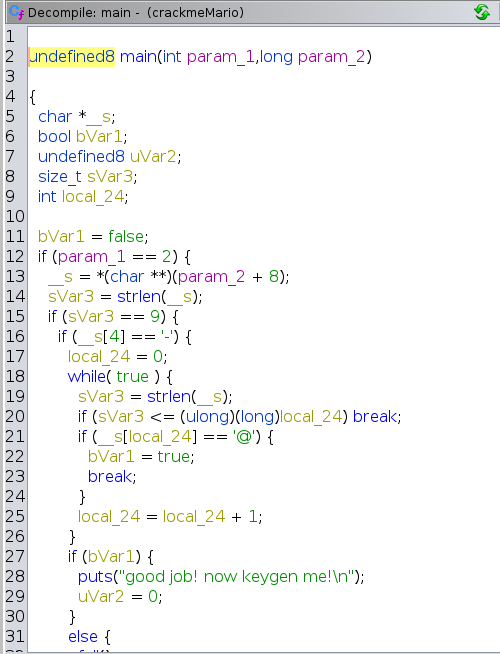 Decompile: main - (crackmeMario)
1
2 undefined8 main(int param_1,long param_2)
3
4 {
5 char *__s;
6 bool bVar1;
7 undefined8 uVar2;
8 size_t sVar3;
9 int local_24;
10
11 bVar1 = false;
12 if (param_1 == 2) {
13 __s = *(char **)(param_2 + 8);
14 sVar3 = strlen(__s);
15 if (sVar3 == 9) {
16 if (__s[4] == '-') {
17 local_24 = 0;
18 while( true ) {
19 sVar3 = strlen(__s);
20 if (sVar3 <= (ulong)(long)local_24) break;
21 if (__s[local_24] == '@') {
22 bVar1 = true;
23 break;
24 }
25 local_24 = local_24 + 1;
26 }
27 if (bVar1) {
28 puts("good job! now keygen me!\n");
29 uVar2 = 0;
30 }
31 else {